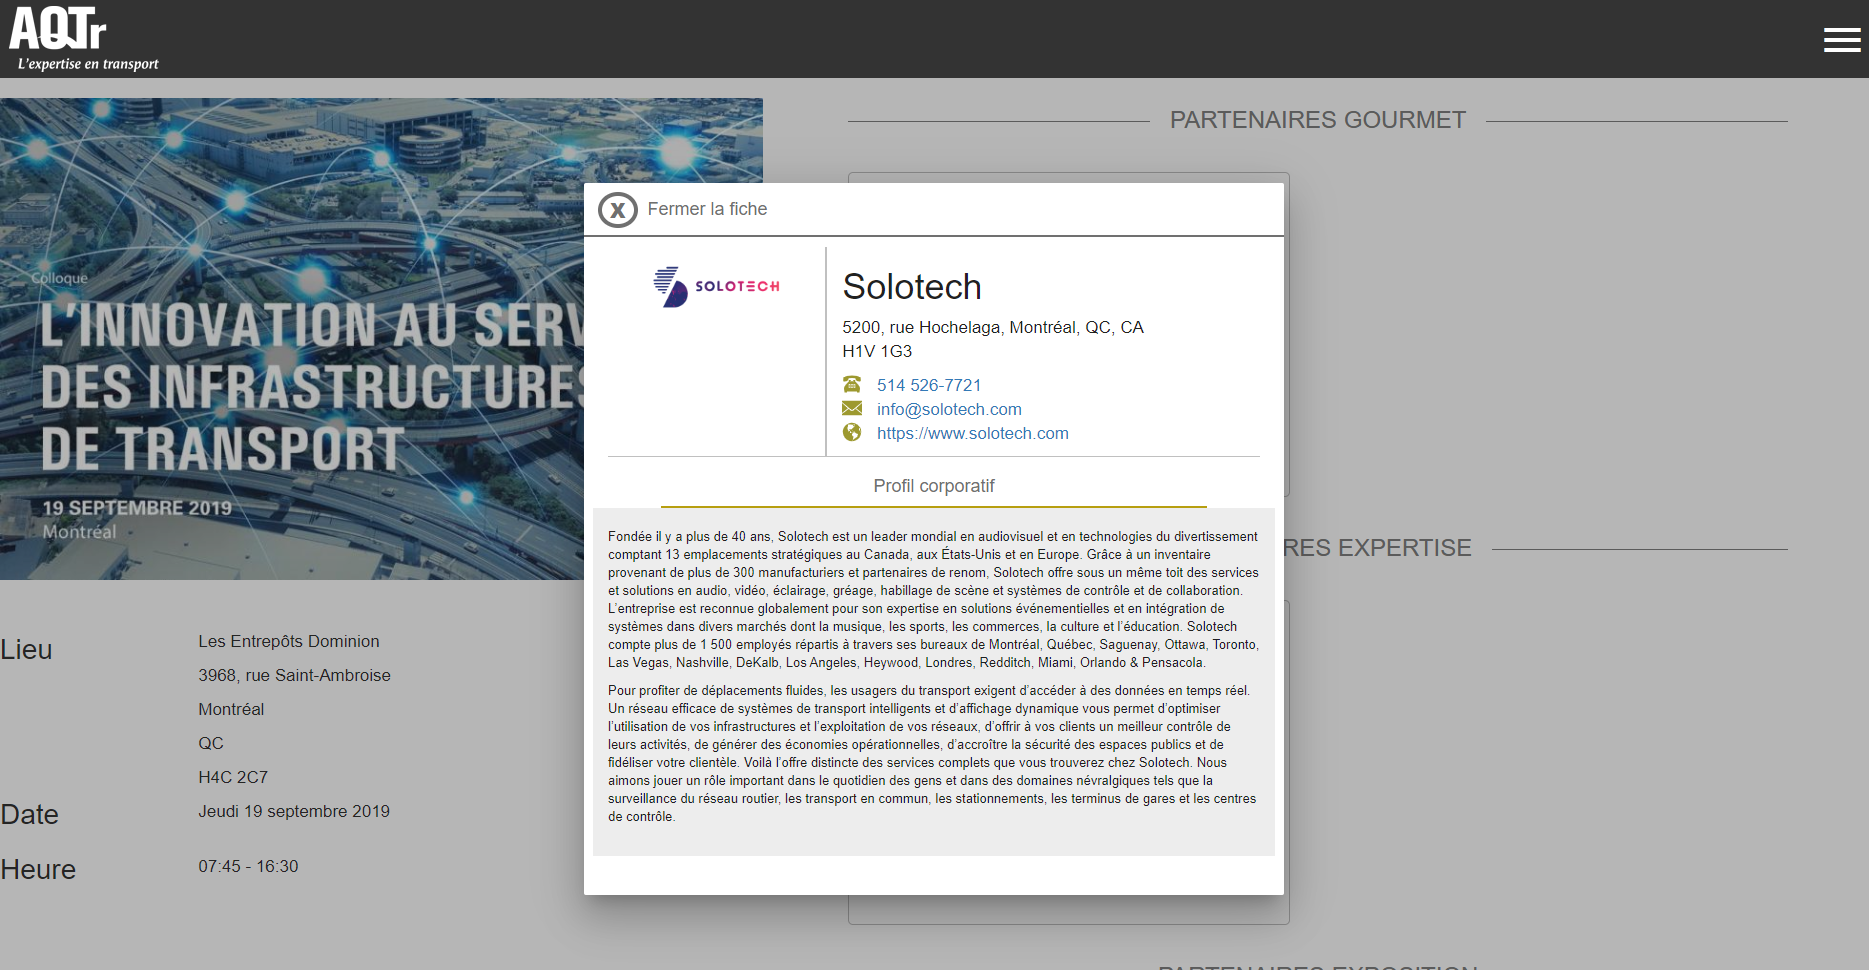 AQTr
L'expertise en transport
Colloque
L'INNOVATION AU SERV
DES INFRASTRUCTURES
DE TRANSPORT
19 SEPTEMBRE 2019
Montréal
Lieu
Les Entrepôts Dominion
3968, rue Saint-Ambroise
Montréal
QC
H4C 2C7
Date
Jeudi 19 septembre 2019
Heure
07:45 - 16:30
PARTENAIRES GOURMET
RES EXPERTISE
PARTENAIRES EXPOSITION
X Fermer la fiche
SOLOTECH
Solotech
5200, rue Hochelaga, Montréal, QC, CA
H1V 1G3
514 526-7721
info@solotech.com
https://www.solotech.com
Profil corporatif
Fondée il y a plus de 40 ans, Solotech est un leader mondial en audiovisuel et en technologies du divertissement
comptant 13 emplacements stratégiques au Canada, aux États-Unis et en Europe. Grâce à un inventaire
provenant de plus de 300 manufacturiers et partenaires de renom, Solotech offre sous un même toit des services
et solutions en audio, vidéo, éclairage, gréage, habillage de scène et systèmes de contrôle et de collaboration.
L'entreprise est reconnue globalement pour son expertise en solutions événementielles et en intégration de
systèmes dans divers marchés dont la musique, les sports, les commerces, la culture et l'éducation. Solotech
compte plus de 1 500 employés répartis à travers ses bureaux de Montréal, Québec, Saguenay, Ottawa, Toronto,
Las Vegas, Nashville, DeKalb, Los Angeles, Heywood, Londres, Redditch, Miami, Orlando & Pensacola.
Pour profiter de déplacements fluides, les usagers du transport exigent d'accéder à des données en temps réel.
Un réseau efficace de systèmes de transport intelligents et d'affichage dynamique vous permet d'optimiser
l'utilisation de vos infrastructures et l'exploitation de vos réseaux, d'offrir à vos clients un meilleur contrôle de
leurs activités, de générer des économies opérationnelles, d'accroître la sécurité des espaces publics et de
fidéliser votre clientèle. Voilà l'offre distincte des services complets que vous trouverez chez Solotech. Nous
aimons jouer un rôle important dans le quotidien des gens et dans des domaines névralgiques tels que la
surveillance du réseau routier, les transport en commun, les stationnements, les terminus de gares et les centres
de contrôle.